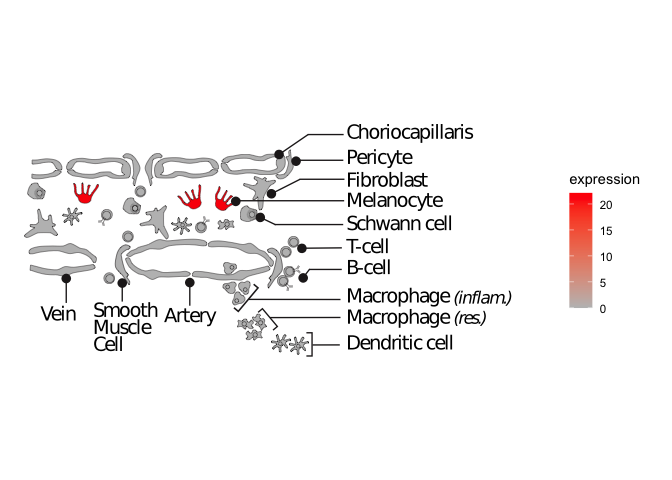 Choriocapillaris
Pericyte
Fibroblast
Melanocyte
Schwann cell
T-cell
B-cell
Macrophage (inflam.)
Macrophage (res.)
Dendritic cell
Vein
Smooth
Muscle
Cell
Artery
expression
20
15
10
5
0